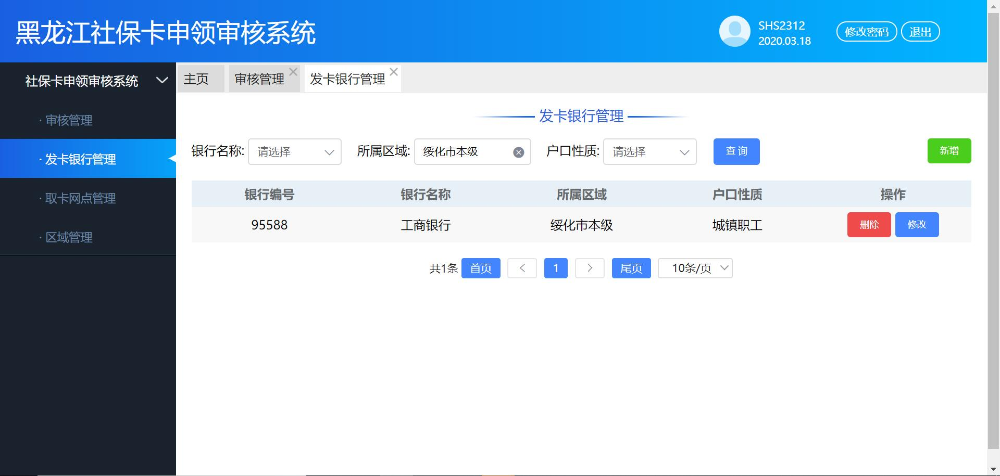 黑龙江社保卡申领审核系统
SHS2312
2020.03.18
修改密码 退出
社保卡申领审核系统
· 审核管理
· 发卡银行管理
· 取卡网点管理
· 区域管理
主页 审核管理 发卡银行管理
发卡银行管理
银行名称: 请选择 所属区域: 绥化市本级 户口性质: 请选择 查 询 新增
银行编号 银行名称 所属区域 户口性质 操作
95588 工商银行 绥化市本级 城镇职工 删除 修改
共1条 首页 < 1 > 尾页 10条/页